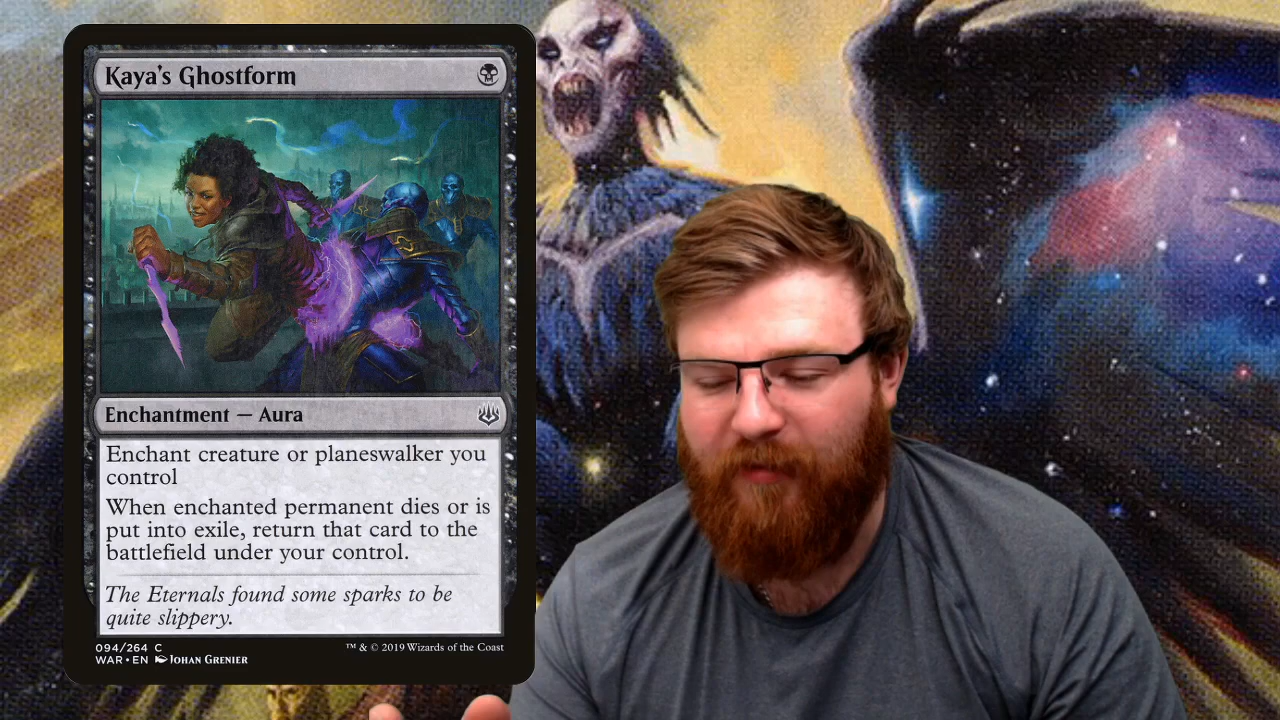 Kaya's Ghostform
Enchantment — Aura
Enchant creature or planeswalker you
control
When enchanted permanent dies or is
put into exile, return that card to the
battlefield under your control.
The Eternals found some sparks to be
quite slippery.
094/264 C
WAR • EN Johan Grenier
™ & © 2019 Wizards of the Coast